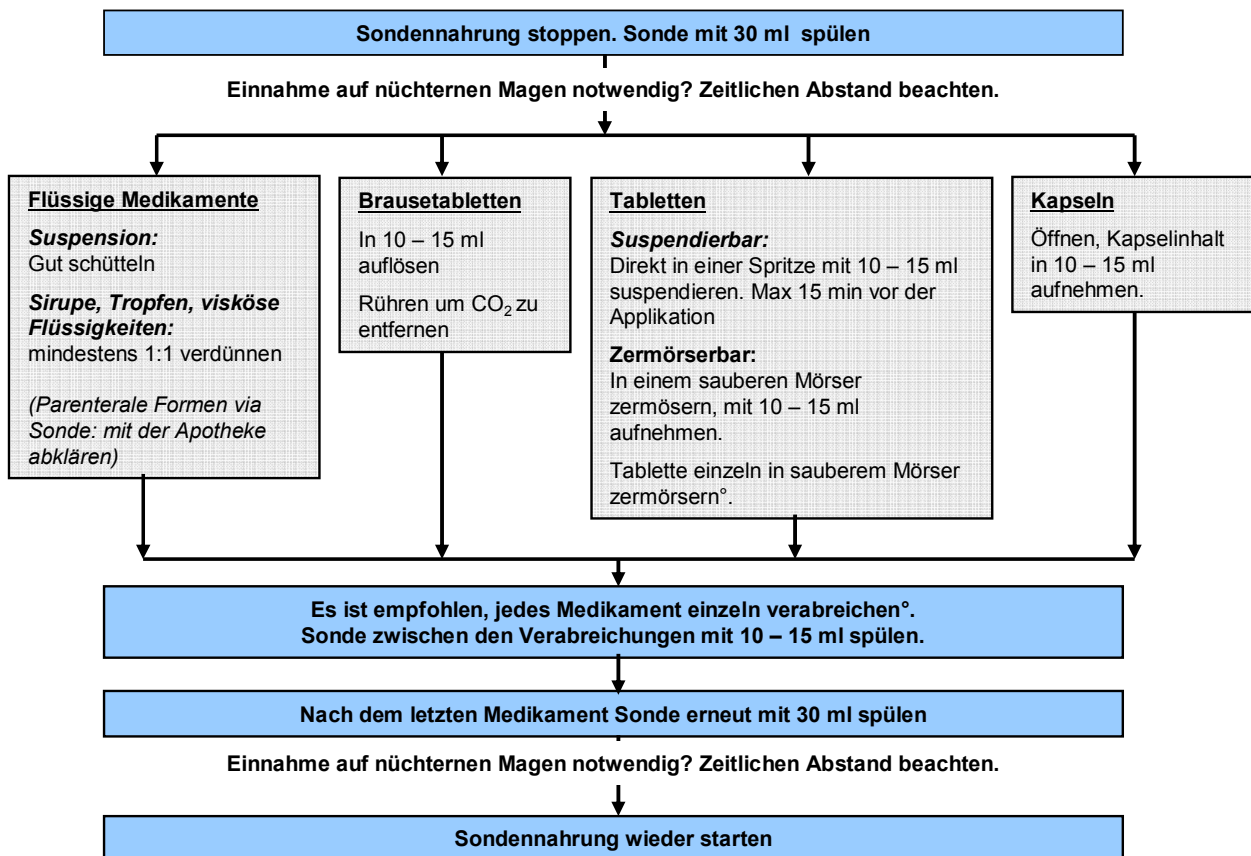 Sondennahrung stoppen. Sonde mit 30 ml spülen
Einnahme auf nüchternen Magen notwendig? Zeitlichen Abstand beachten.
Flüssige Medikamente
Suspension:
Gut schütteln
Sirupe, Tropfen, visköse
Flüssigkeiten:
mindestens 1:1 verdünnen
(Parenterale Formen via
Sonde: mit der Apotheke
abklären)
Brausetabletten
In 10 – 15 ml
auflösen
Rühren um CO₂ zu
entfernen
Tabletten
Suspendierbar:
Direkt in einer Spritze mit 10 – 15 ml
suspendieren. Max 15 min vor der
Applikation
Zermörserbar:
In einem sauberen Mörser
zermösern, mit 10 – 15 ml
aufnehmen.
Tablette einzeln in sauberem Mörser
zermörsern°.
Kapseln
Öffnen, Kapselinhalt
in 10 – 15 ml
aufnehmen.
Es ist empfohlen, jedes Medikament einzeln verabreichen°.
Sonde zwischen den Verabreichungen mit 10 – 15 ml spülen.
Nach dem letzten Medikament Sonde erneut mit 30 ml spülen
Einnahme auf nüchternen Magen notwendig? Zeitlichen Abstand beachten.
Sondennahrung wieder starten